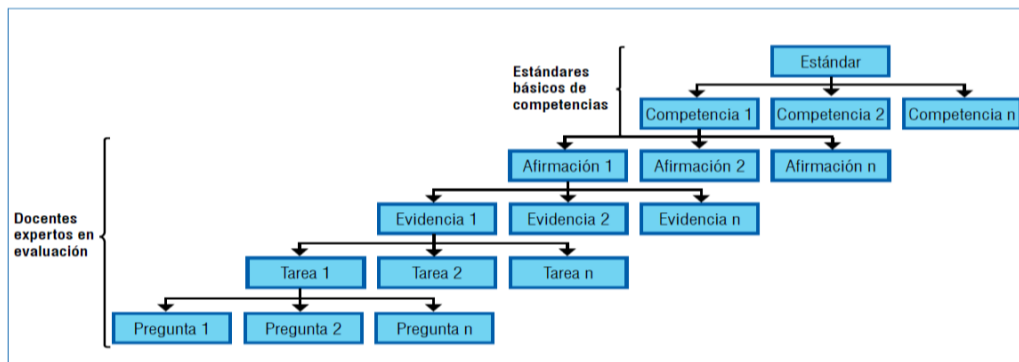 Estándares
básicos de
competencias
Estándar
Competencia 1
Competencia 2
Competencia n
Afirmación 1
Afirmación 2
Afirmación n
Docentes
expertos en
evaluación
Evidencia 1
Evidencia 2
Evidencia n
Tarea 1
Tarea 2
Tarea n
Pregunta 1
Pregunta 2
Pregunta n